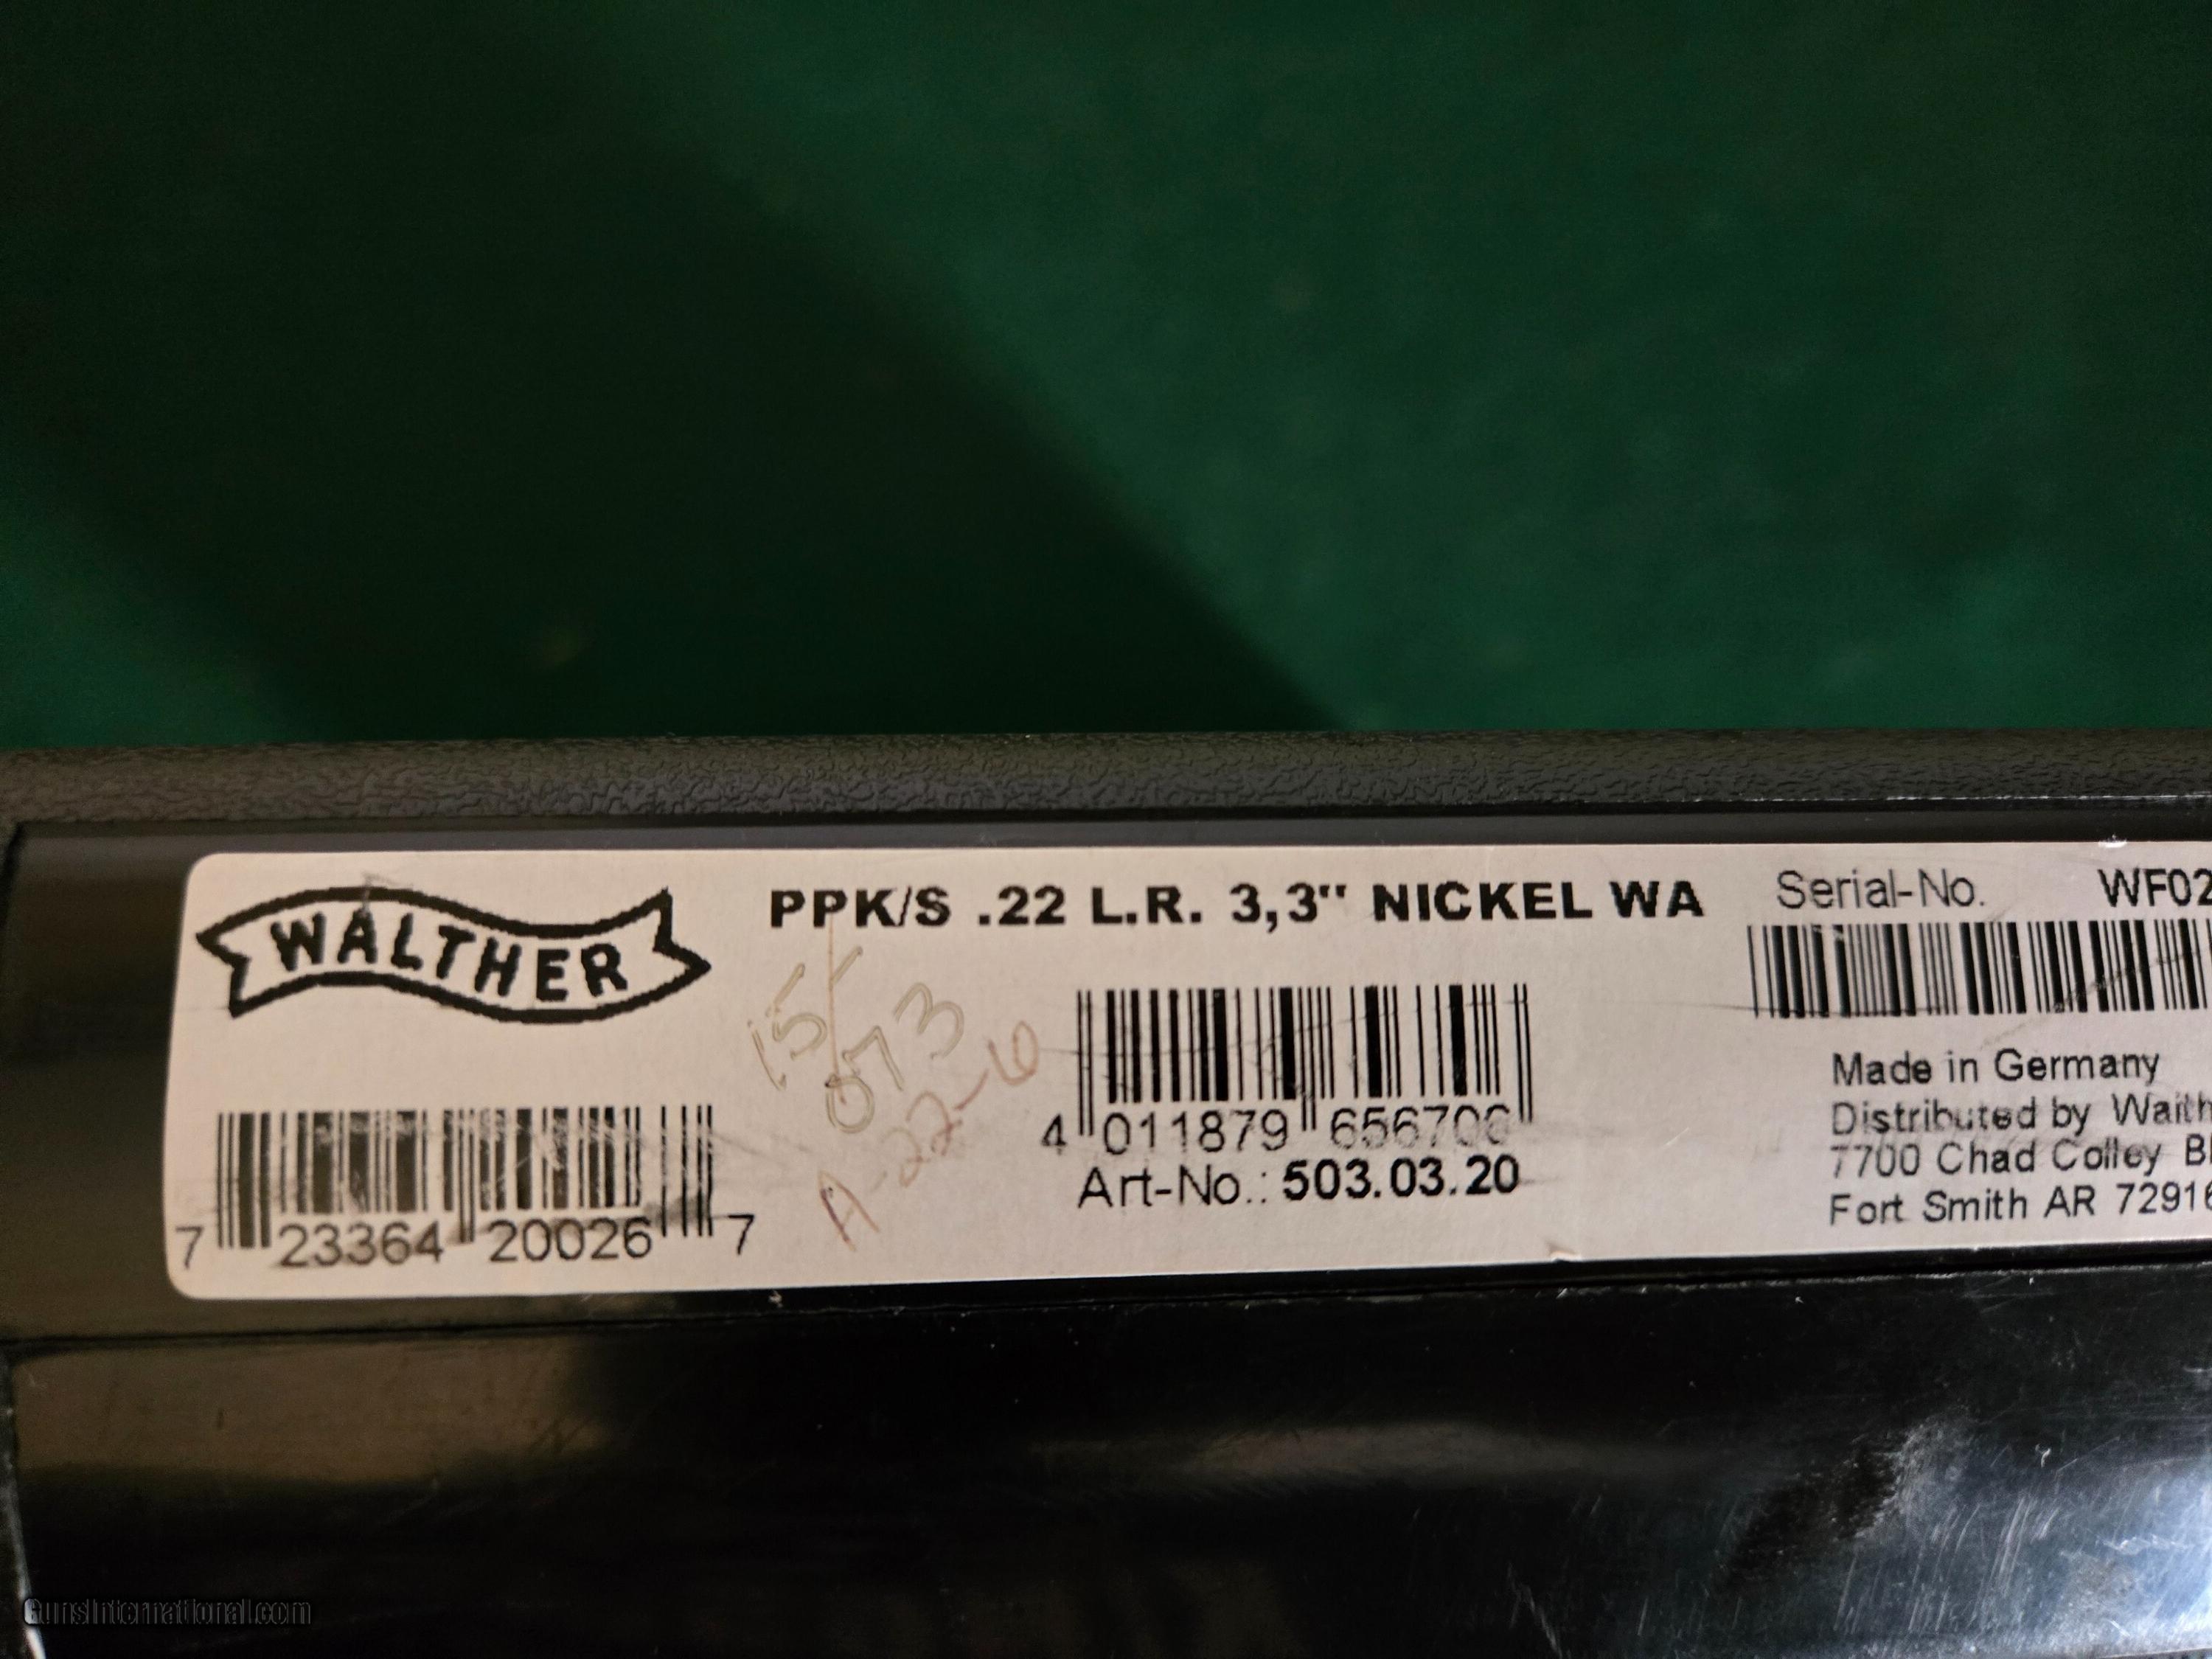 WALTHER
PPK/S .22 L.R. 3,3" NICKEL WA
Serial-No. WF02
15/
073
A-22-6
7 23364 20026 7
4 011879 656706
Art-No.: 503.03.20
Made in Germany
Distributed by Walth
7700 Chad Colley Bl
Fort Smith AR 72916
GunsInternational.com